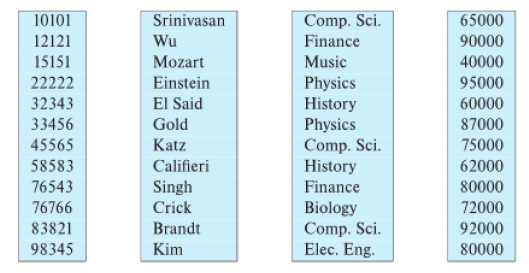 10101 Srinivasan Comp. Sci. 65000
12121 Wu Finance 90000
15151 Mozart Music 40000
22222 Einstein Physics 95000
32343 El Said History 60000
33456 Gold Physics 87000
45565 Katz Comp. Sci. 75000
58583 Califieri History 62000
76543 Singh Finance 80000
76766 Crick Biology 72000
83821 Brandt Comp. Sci. 92000
98345 Kim Elec. Eng. 80000